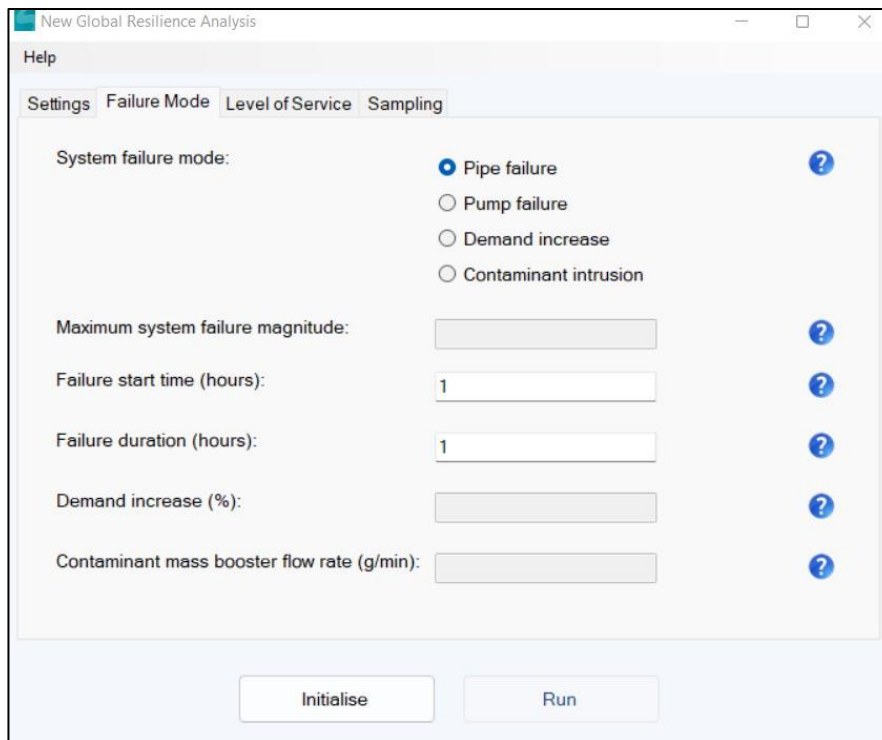 New Global Resilience Analysis
Help
Settings Failure Mode Level of Service Sampling
System failure mode:
Pipe failure
Pump failure
Demand increase
Contaminant intrusion
Maximum system failure magnitude:
Failure start time (hours): 1
Failure duration (hours): 1
Demand increase (%):
Contaminant mass booster flow rate (g/min):
Initialise Run